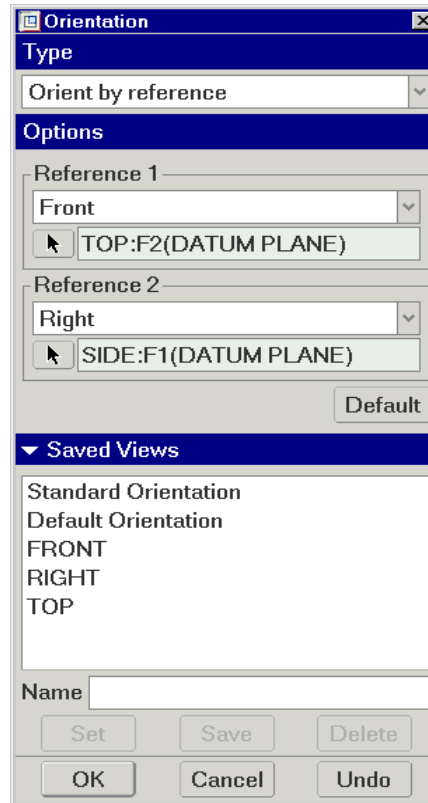 Orientation
Type
Orient by reference
Options
Reference 1
Front
TOP:F2(DATUM PLANE)
Reference 2
Right
SIDE:F1(DATUM PLANE)
Default
Saved Views
Standard Orientation
Default Orientation
FRONT
RIGHT
TOP
Name
Set Save Delete
OK Cancel Undo